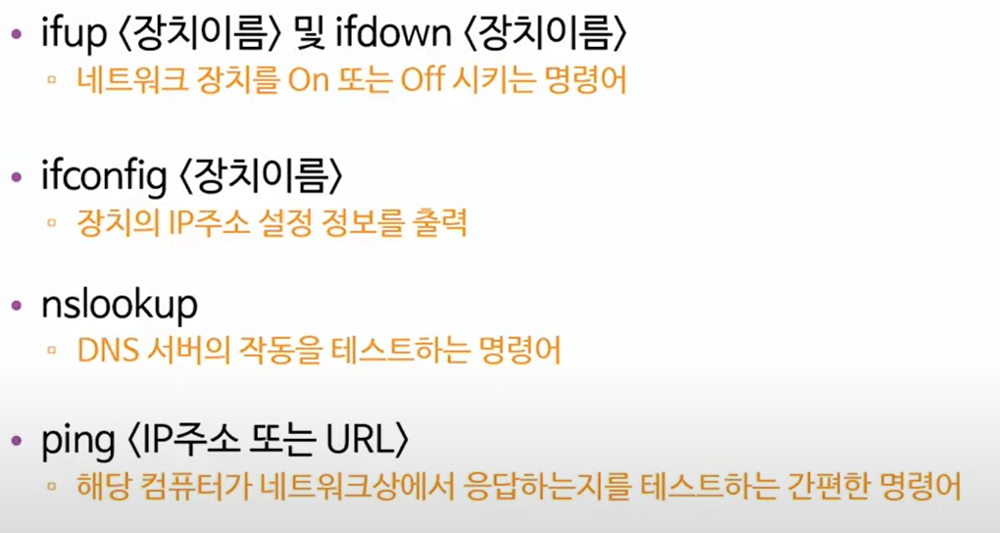 • ifup 〈장치이름〉 및 ifdown 〈장치이름〉
▫ 네트워크 장치를 On 또는 Off 시키는 명령어
• ifconfig 〈장치이름〉
▫ 장치의 IP주소 설정 정보를 출력
• nslookup
▫ DNS 서버의 작동을 테스트하는 명령어
• ping 〈IP주소 또는 URL〉
▫ 해당 컴퓨터가 네트워크상에서 응답하는지를 테스트하는 간편한 명령어